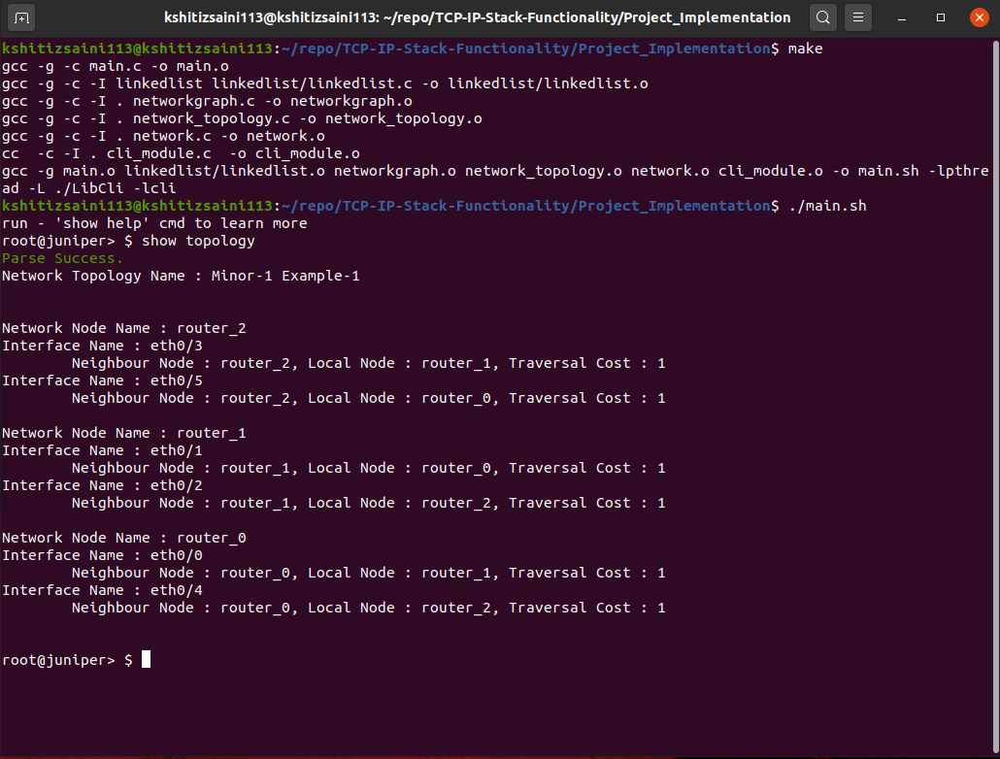 kshitizsaini113@kshitizsaini113: ~/repo/TCP-IP-Stack-Functionality/Project_Implementation
kshitizsaini113@kshitizsaini113:~/repo/TCP-IP-Stack-Functionality/Project_Implementation$ make
gcc -g -c main.c -o main.o
gcc -g -c -I linkedlist linkedlist/linkedlist.c -o linkedlist/linkedlist.o
gcc -g -c -I . networkgraph.c -o networkgraph.o
gcc -g -c -I . network_topology.c -o network_topology.o
gcc -g -c -I . network.c -o network.o
cc  -c -I . cli_module.c  -o cli_module.o
gcc -g main.o linkedlist/linkedlist.o networkgraph.o network_topology.o network.o cli_module.o -o main.sh -lpthre
ad -L ./LibCli -lcli
kshitizsaini113@kshitizsaini113:~/repo/TCP-IP-Stack-Functionality/Project_Implementation$ ./main.sh
run - 'show help' cmd to learn more
root@juniper> $ show topology
Parse Success.
Network Topology Name : Minor-1 Example-1
Network Node Name : router_2
Interface Name : eth0/3
        Neighbour Node : router_2, Local Node : router_1, Traversal Cost : 1
Interface Name : eth0/5
        Neighbour Node : router_2, Local Node : router_0, Traversal Cost : 1
Network Node Name : router_1
Interface Name : eth0/1
        Neighbour Node : router_1, Local Node : router_0, Traversal Cost : 1
Interface Name : eth0/2
        Neighbour Node : router_1, Local Node : router_2, Traversal Cost : 1
Network Node Name : router_0
Interface Name : eth0/0
        Neighbour Node : router_0, Local Node : router_1, Traversal Cost : 1
Interface Name : eth0/4
        Neighbour Node : router_0, Local Node : router_2, Traversal Cost : 1
root@juniper> $